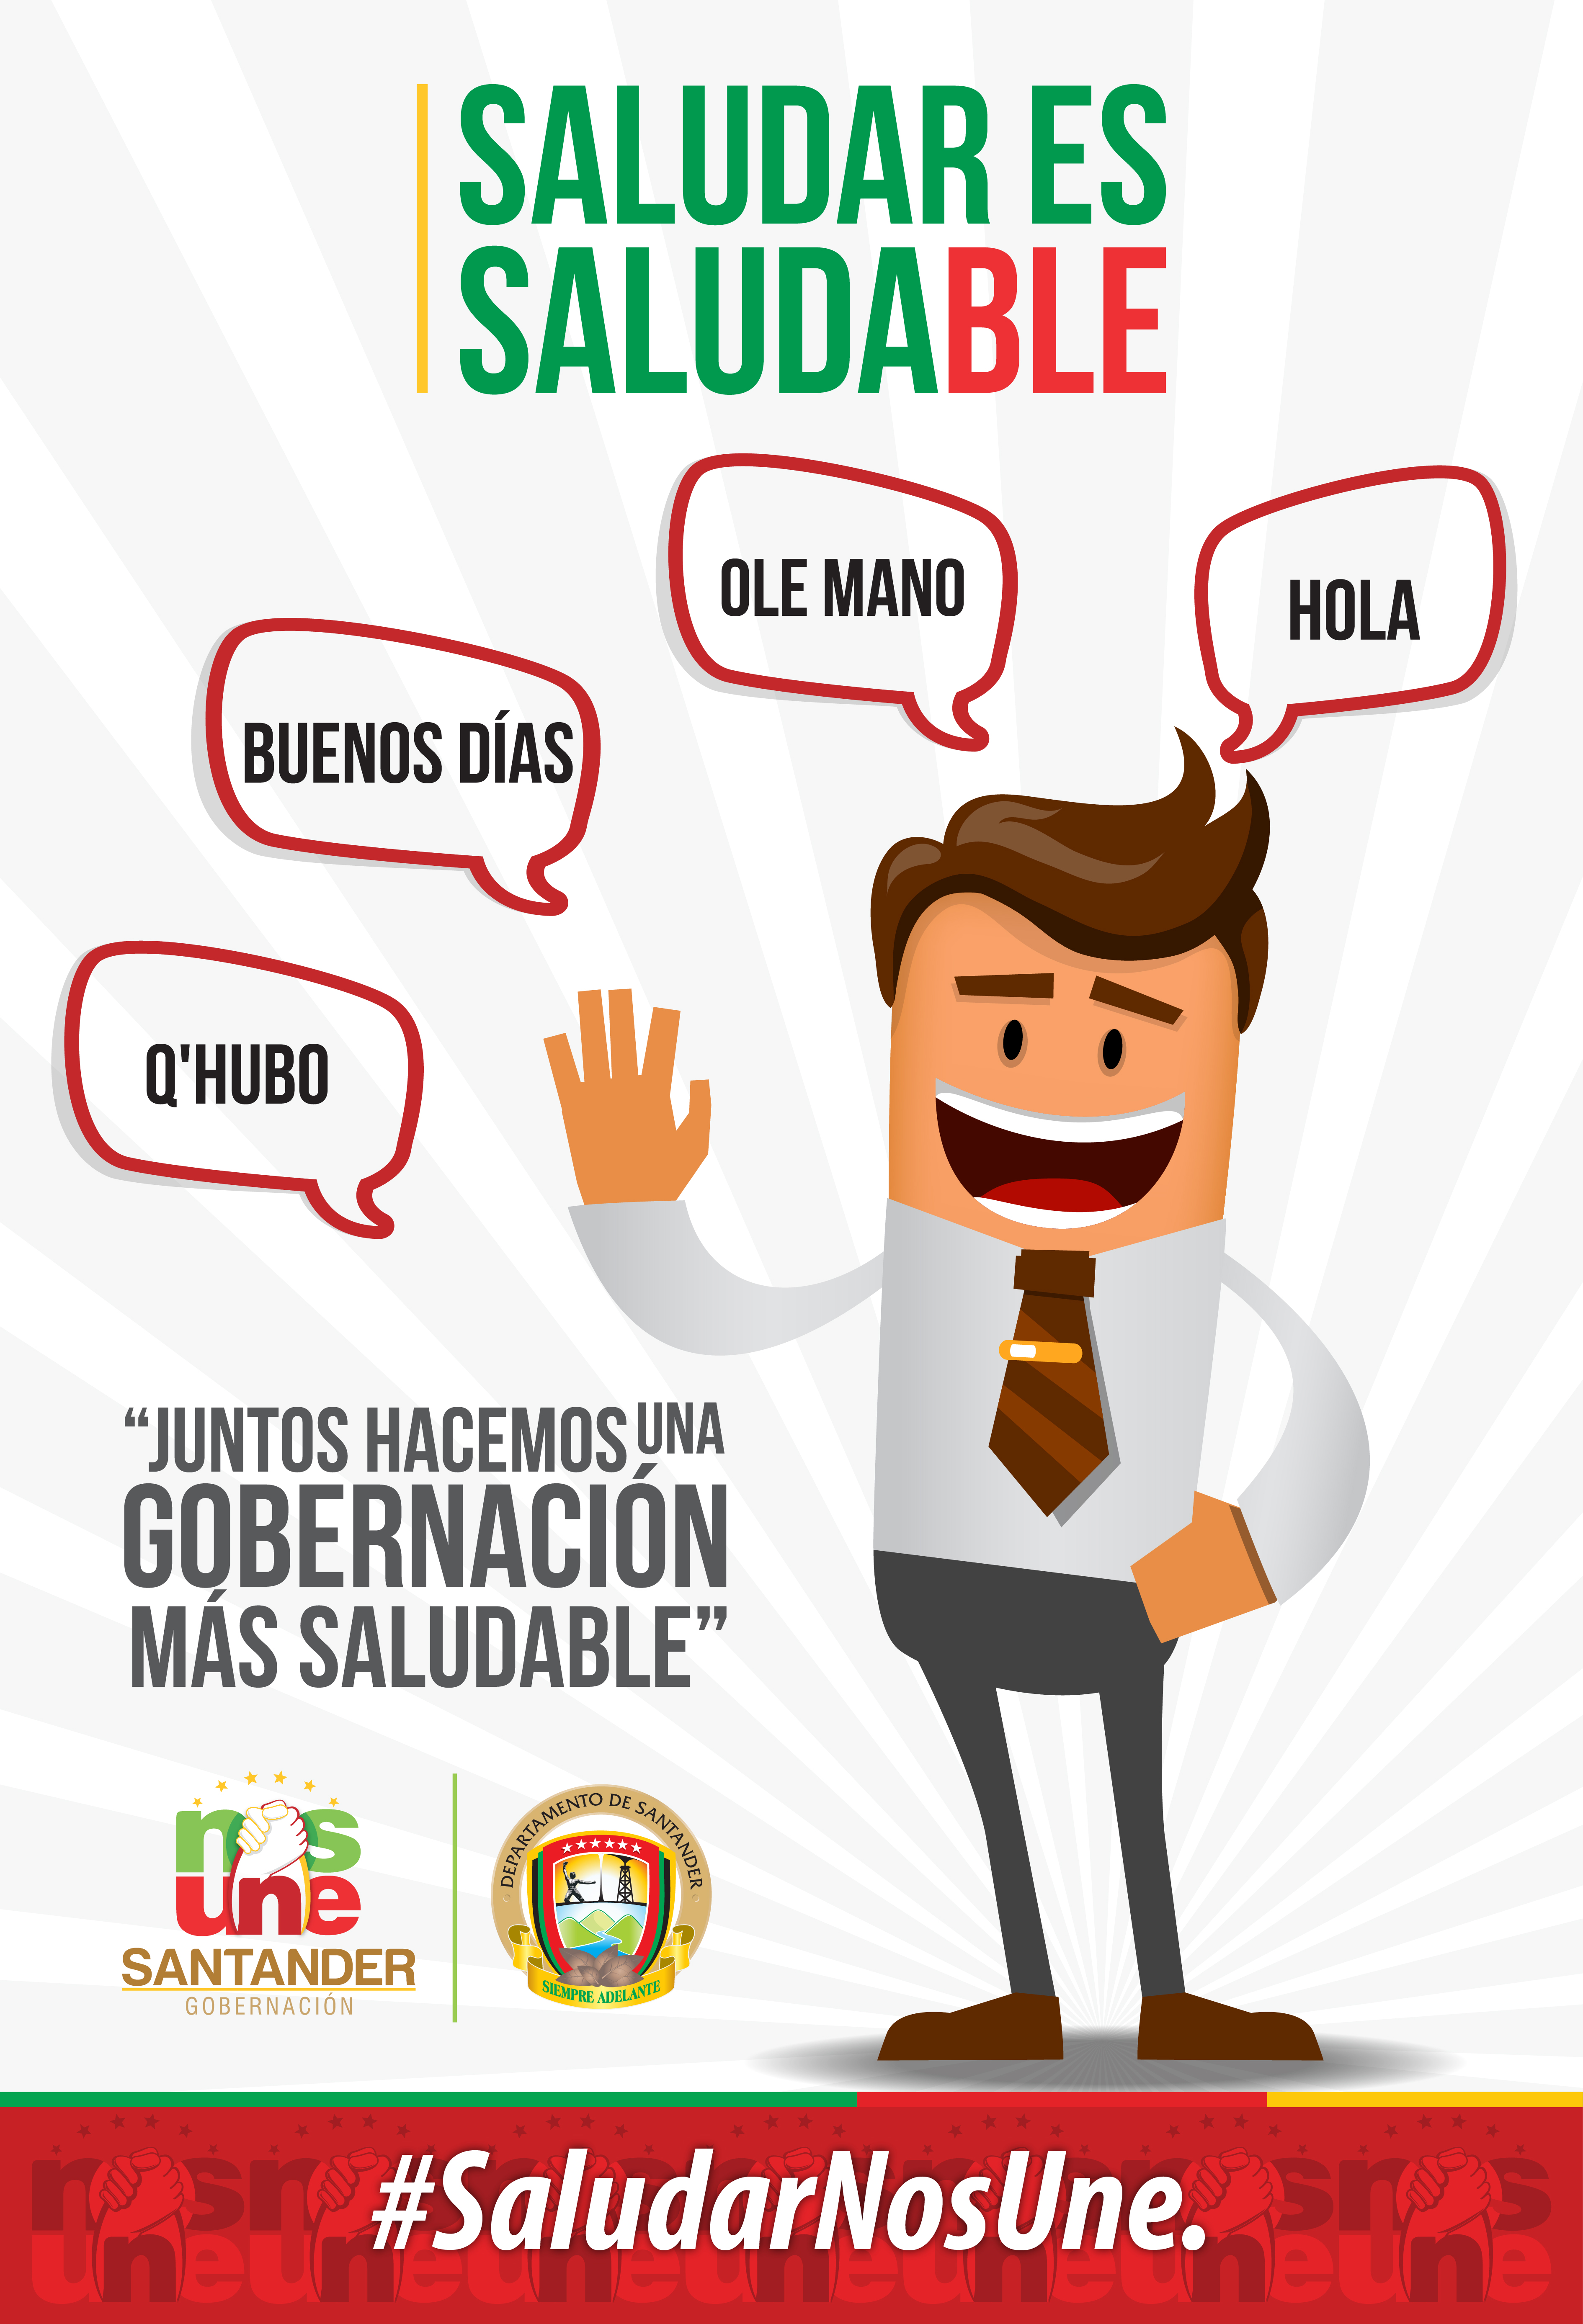 SALUDAR ES
SALUDABLE
OLE MANO
HOLA
BUENOS DÍAS
Q'HUBO
“JUNTOS HACEMOS UNA
GOBERNACIÓN
MÁS SALUDABLE”
nos
une
SANTANDER
GOBERNACIÓN
DEPARTAMENTO DE SANTANDER
SIEMPRE ADELANTE
#SaludarNosUne.